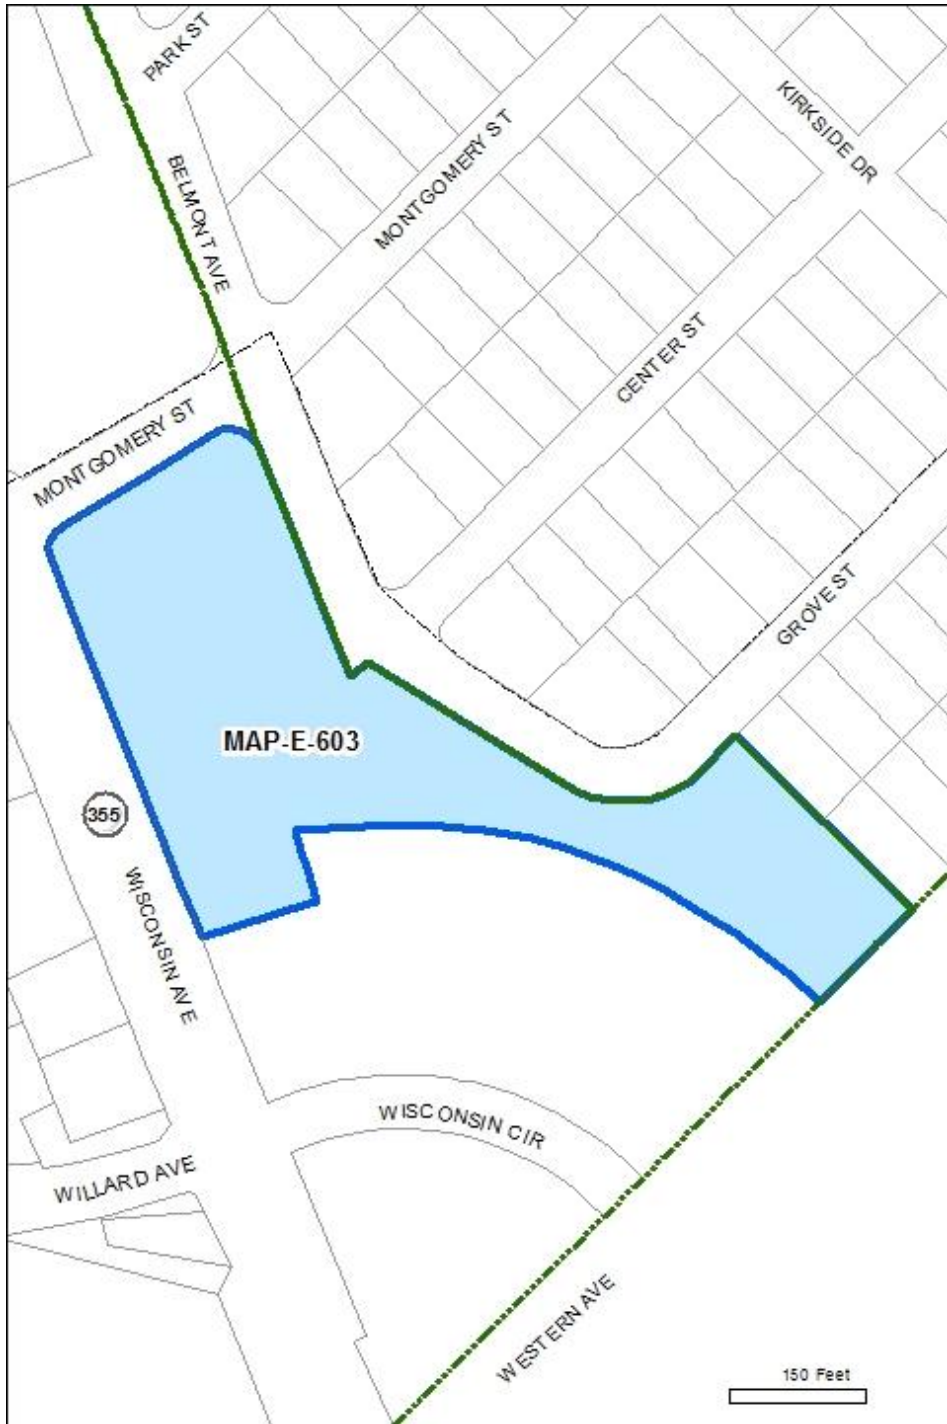 PARK ST
KIRKSIDE DR
MONTGOMERY ST
BELMONT AVE
CENTER ST
MONTGOMERY ST
GROVE ST
MAP-E-603
355
WISCONSIN AVE
WISCONSIN CIR
WILLARD AVE
WESTERN AVE
150 Feet